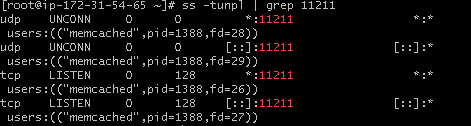 [root@ip-172-31-54-65 ~]# ss -tunpl | grep 11211
udp UNCONN 0 0 *:11211 *:*
users:(("memcached",pid=1388,fd=28))
udp UNCONN 0 0 [::]:11211 [::]:*
users:(("memcached",pid=1388,fd=29))
tcp LISTEN 0 128 *:11211 *:*
users:(("memcached",pid=1388,fd=26))
tcp LISTEN 0 128 [::]:11211 [::]:*
users:(("memcached",pid=1388,fd=27))